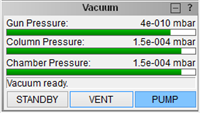 Vacuum − ?
Gun Pressure: 4e-010 mbar
Column Pressure: 1.5e-004 mbar
Chamber Pressure: 1.5e-004 mbar
Vacuum ready.
STANDBY VENT PUMP